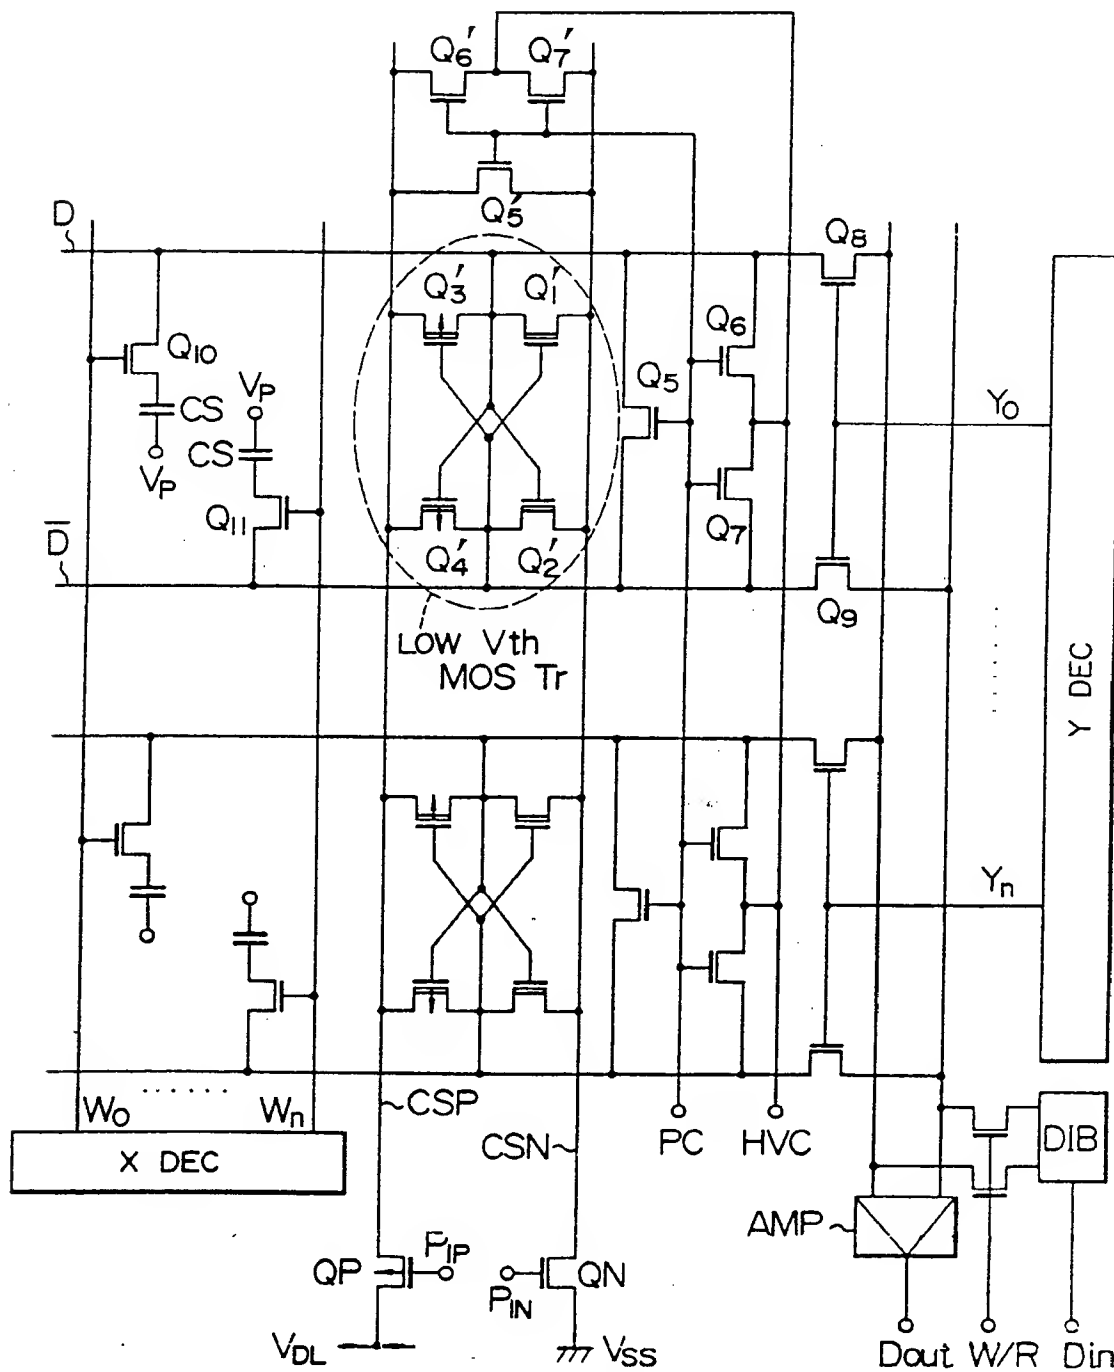 Q6' Q7'
Q5'
D Q8
Q3' Q1'
Q10 Q6
VP Q5
CS Y0
CS
VP
Q11 Q7
D̅ Q4' Q2'
Q9
LOW Vth
MOS Tr
Y DEC
Yn
W0 Wn CSP
CSN PC HVC DIB
X DEC
AMP
QP PIP QN
PIN
VDL VSS
Dout W/R Din